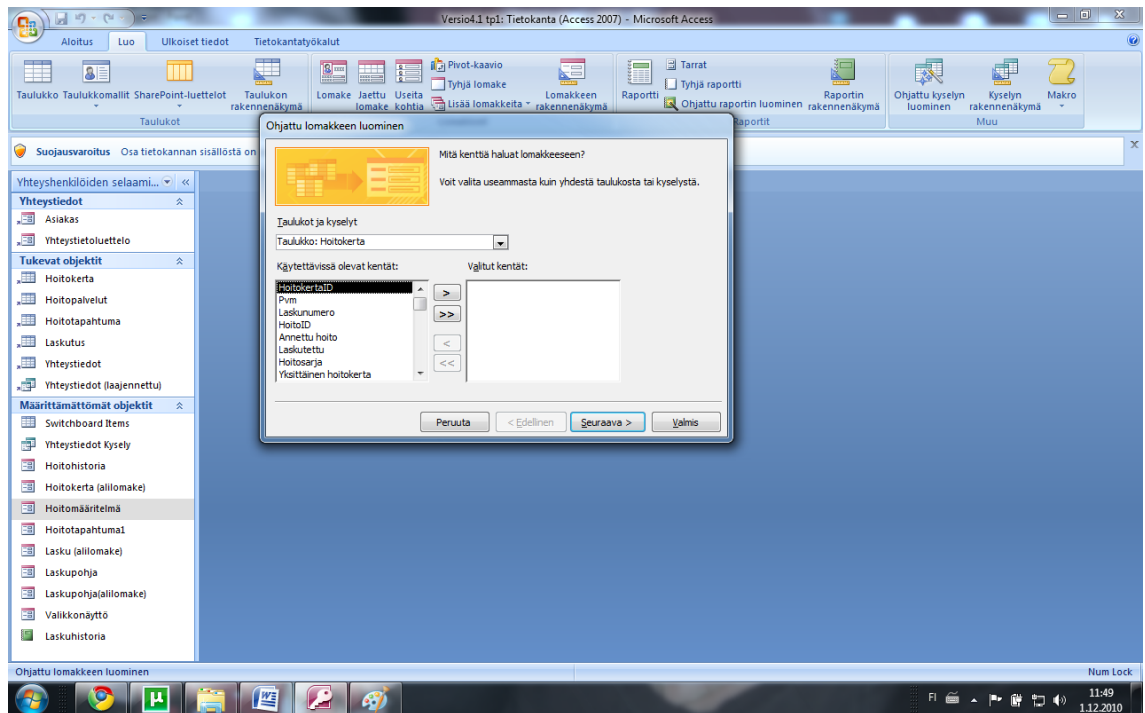 Versio4.1 tp1: Tietokanta (Access 2007) - Microsoft Access
Aloitus Luo Ulkoiset tiedot Tietokantatyökalut
Taulukko Taulukkomallit SharePoint-luettelot Taulukon rakennenäkymä
Taulukot
Lomake Jaettu lomake Useita kohtia
Pivot-kaavio
Tyhjä lomake
Lisää lomakkeita
Lomakkeen rakennenäkymä
Raportti
Tarrat
Tyhjä raportti
Ohjattu raportin luominen
Raportin rakennenäkymä
Raportit
Ohjattu kyselyn luominen Kyselyn rakennenäkymä Makro
Muu
Suojausvaroitus Osa tietokannan sisällöstä on
Yhteyshenkilöiden selaami...
Yhteystiedot
Asiakas
Yhteystietoluettelo
Tukevat objektit
Hoitokerta
Hoitopalvelut
Hoitotapahtuma
Laskutus
Yhteystiedot
Yhteystiedot (laajennettu)
Määrittämättömät objektit
Switchboard Items
Yhteystiedot Kysely
Hoitohistoria
Hoitokerta (alilomake)
Hoitomääritelmä
Hoitotapahtuma1
Lasku (alilomake)
Laskupohja
Laskupohja(alilomake)
Valikkonäyttö
Laskuhistoria
Ohjattu lomakkeen luominen
Mitä kenttiä haluat lomakkeeseen?
Voit valita useammasta kuin yhdestä taulukosta tai kyselystä.
Taulukot ja kyselyt
Taulukko: Hoitokerta
Käytettävissä olevat kentät:
Valitut kentät:
HoitokertaID
Pvm
Laskunumero
HoitoID
Annettu hoito
Laskutettu
Hoitosarja
Yksittäinen hoitokerta
>
>>
<
<<
Peruuta < Edellinen Seuraava > Valmis
Ohjattu lomakkeen luominen
Num Lock
FI
11:49
1.12.2010